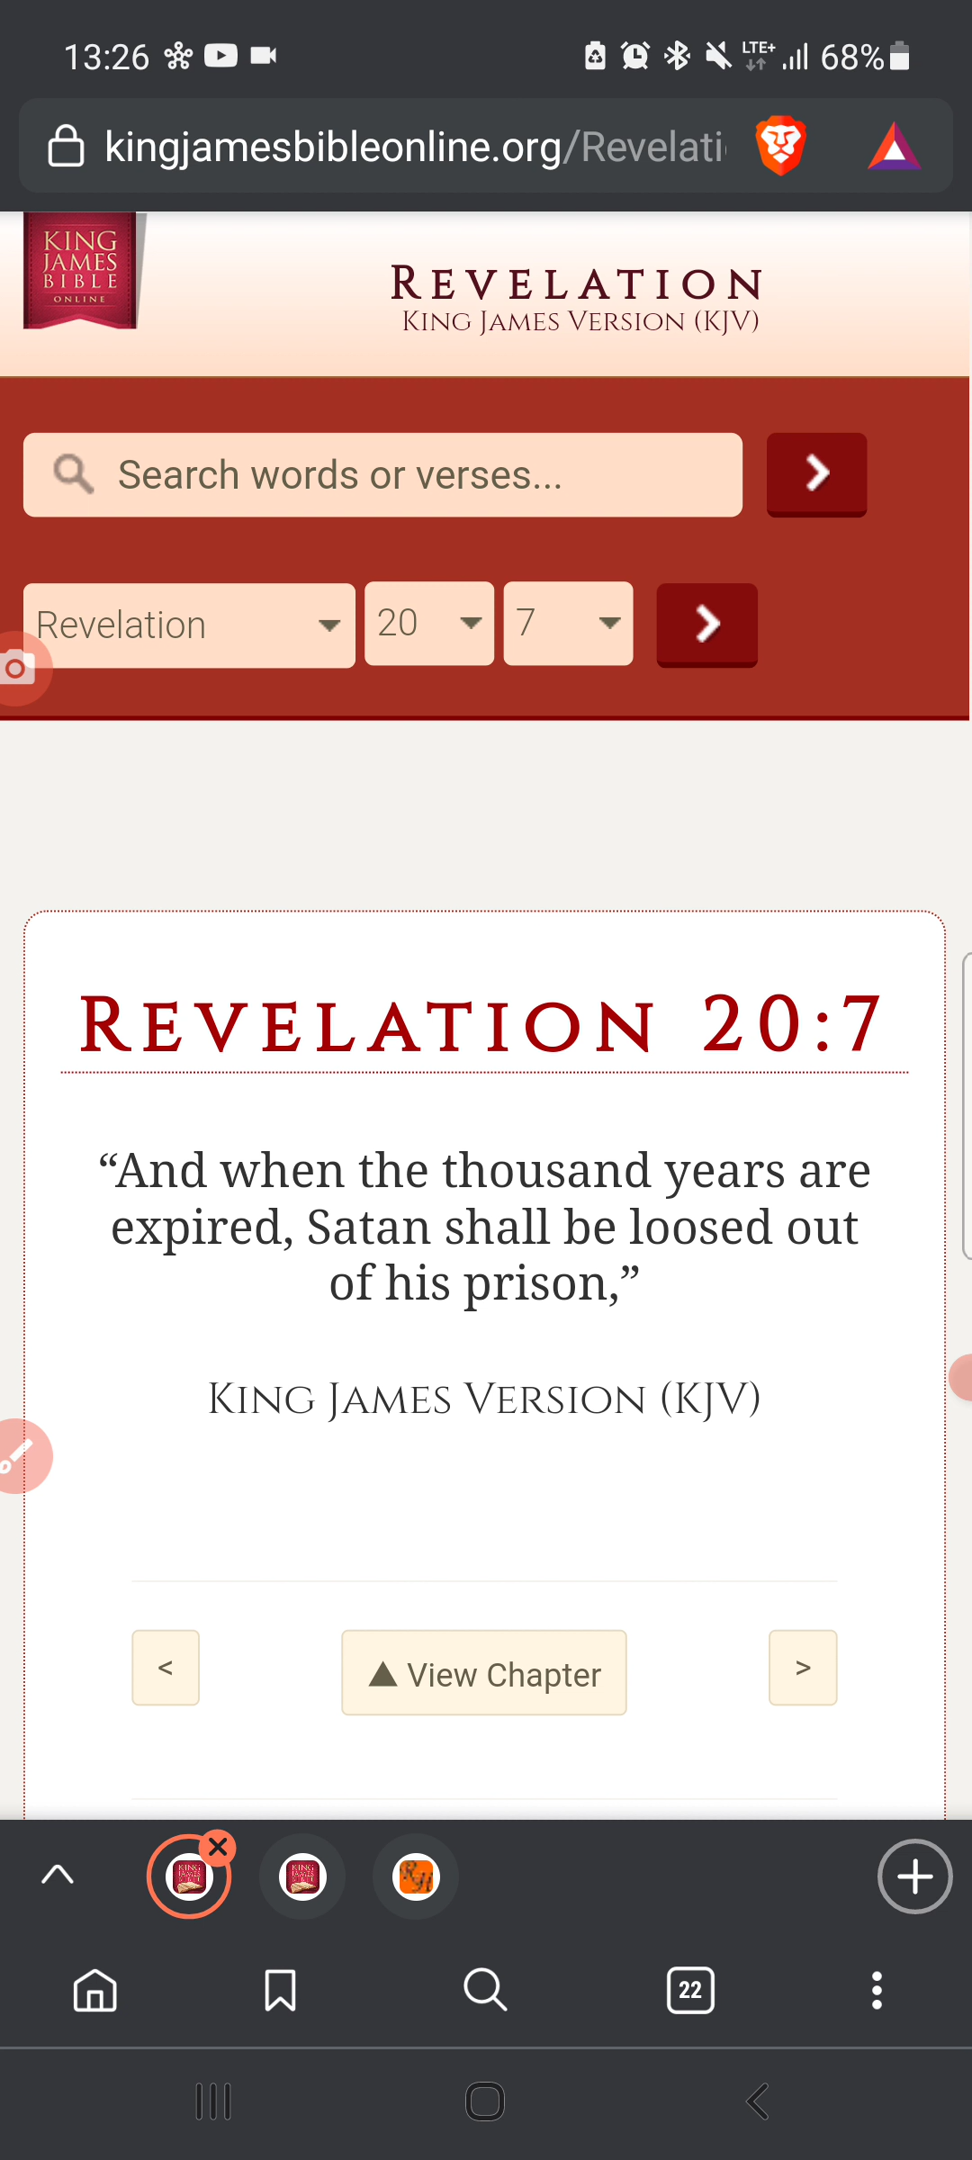 13:26 LTE+ 68%
kingjamesbibleonline.org/Revelati
KING
JAMES
BIBLE
ONLINE
REVELATION
KING JAMES VERSION (KJV)
Search words or verses...
Revelation 20 7
REVELATION 20:7
“And when the thousand years are
expired, Satan shall be loosed out
of his prison,”
KING JAMES VERSION (KJV)
< ▲ View Chapter >
22